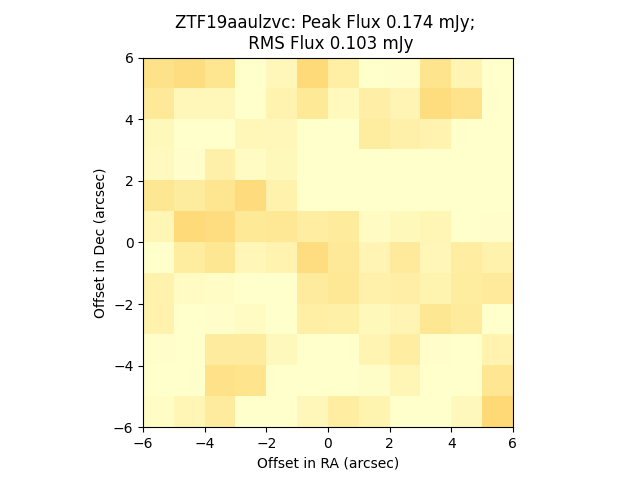 ZTF19aaulzvc: Peak Flux 0.174 mJy;
RMS Flux 0.103 mJy
6
4
2
0
−2
−4
−6
Offset in Dec (arcsec)
−6 −4 −2 0 2 4 6
Offset in RA (arcsec)